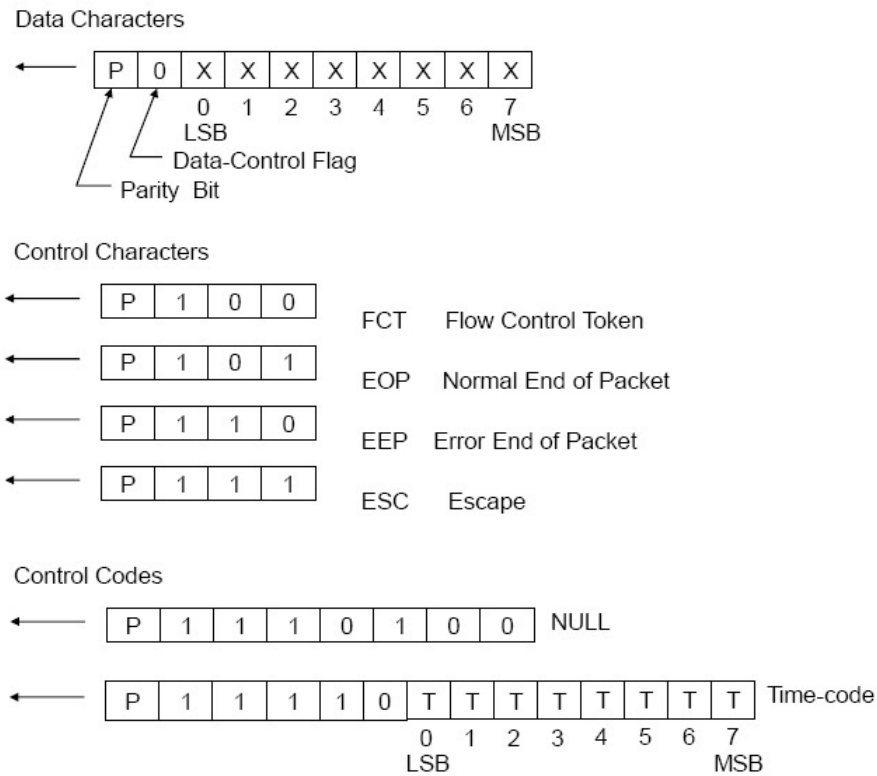 Data Characters
P 0 X X X X X X X X
0 1 2 3 4 5 6 7
LSB MSB
Data-Control Flag
Parity Bit
Control Characters
P 1 0 0
FCT Flow Control Token
P 1 0 1
EOP Normal End of Packet
P 1 1 0
EEP Error End of Packet
P 1 1 1
ESC Escape
Control Codes
P 1 1 1 0 1 0 0 NULL
P 1 1 1 1 0 T T T T T T T T Time-code
0 1 2 3 4 5 6 7
LSB MSB